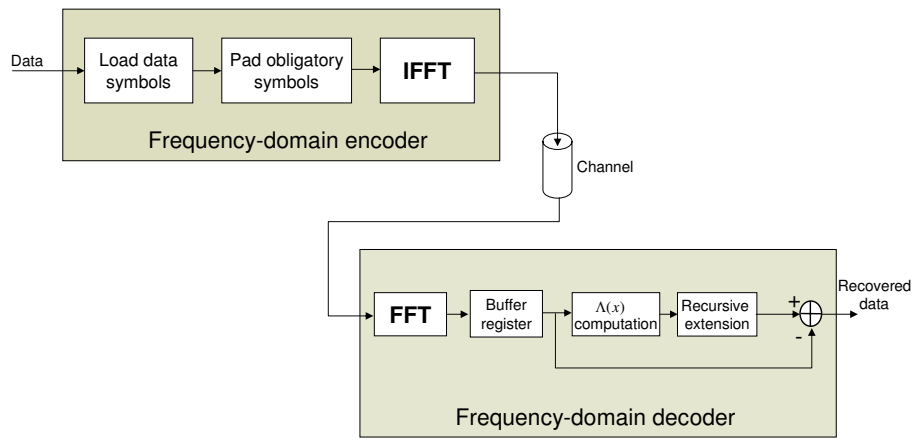 Data
Load data
symbols
Pad obligatory
symbols
IFFT
Frequency-domain encoder
Channel
FFT
Buffer
register
Λ(x)
computation
Recursive
extension
+
-
Recovered
data
Frequency-domain decoder